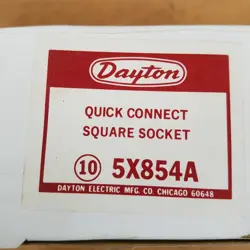 Dayton
QUICK CONNECT
SQUARE SOCKET
10 5X854A
DAYTON ELECTRIC MFG. CO CHICAGO 60648